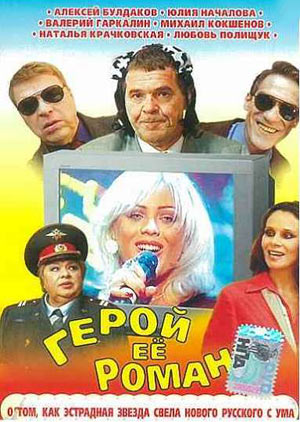 • АЛЕКСЕЙ БУЛДАКОВ • ЮЛИЯ НАЧАЛОВА •
• ВАЛЕРИЙ ГАРКАЛИН • МИХАИЛ КОКШЕНОВ •
• НАТАЛЬЯ КРАЧКОВСКАЯ • ЛЮБОВЬ ПОЛИЩУК •
ГЕРОЙ
ЕЁ
РОМАН
О ТОМ, КАК ЭСТРАДНАЯ ЗВЕЗДА СВЕЛА НОВОГО РУССКОГО С УМА